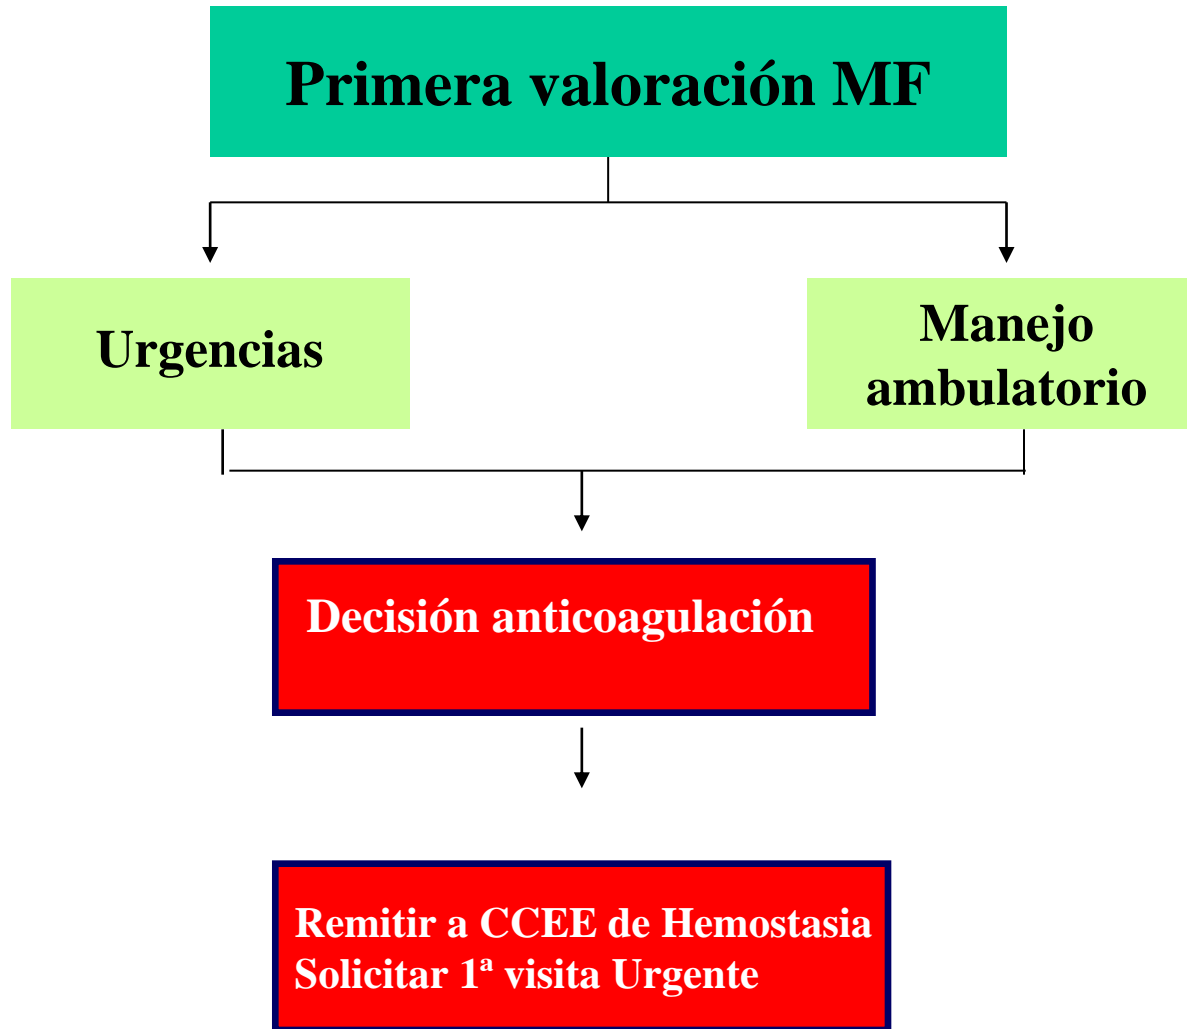 Primera valoración MF
Urgencias
Manejo
ambulatorio
Decisión anticoagulación
Remitir a CCEE de Hemostasia
Solicitar 1ª visita Urgente